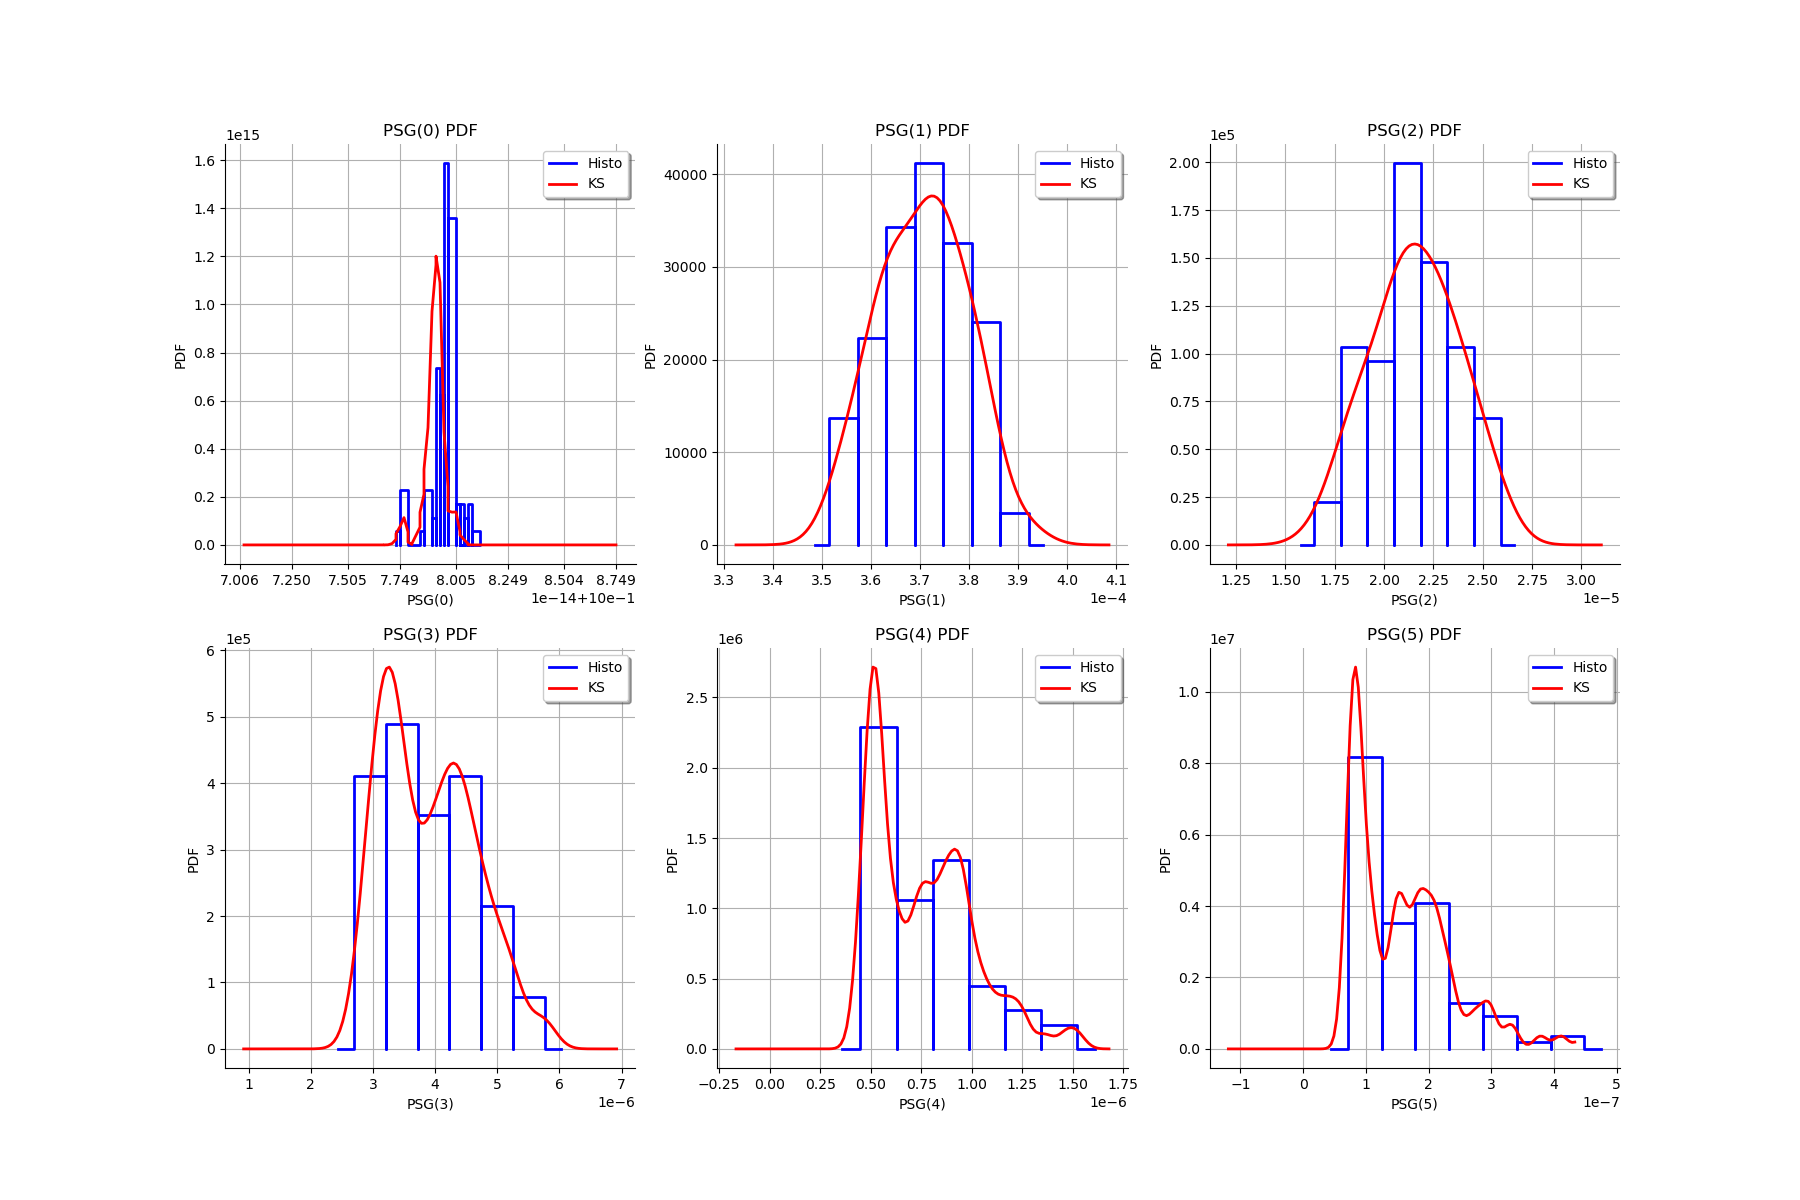 PSG(0) PDF
1e15
PDF
1.6
1.4
1.2
1.0
0.8
0.6
0.4
0.2
0.0
Histo
KS
7.006 7.250 7.505 7.749 8.005 8.249 8.504 8.749
PSG(0)
1e−14+10e−1
PSG(1) PDF
PDF
40000
30000
20000
10000
0
Histo
KS
3.3 3.4 3.5 3.6 3.7 3.8 3.9 4.0 4.1
PSG(1)
1e−4
PSG(2) PDF
1e5
PDF
2.00
1.75
1.50
1.25
1.00
0.75
0.50
0.25
0.00
Histo
KS
1.25 1.50 1.75 2.00 2.25 2.50 2.75 3.00
PSG(2)
1e−5
PSG(3) PDF
1e5
PDF
6
5
4
3
2
1
0
Histo
KS
1 2 3 4 5 6 7
PSG(3)
1e−6
PSG(4) PDF
1e6
PDF
2.5
2.0
1.5
1.0
0.5
0.0
Histo
KS
−0.25 0.00 0.25 0.50 0.75 1.00 1.25 1.50 1.75
PSG(4)
1e−6
PSG(5) PDF
1e7
PDF
1.0
0.8
0.6
0.4
0.2
0.0
Histo
KS
−1 0 1 2 3 4 5
PSG(5)
1e−7